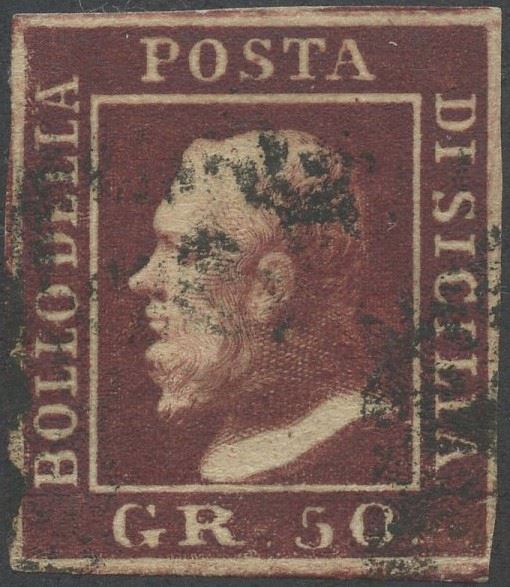 POSTA
BOLLO DELLA
DI SICILIA
GR. 50